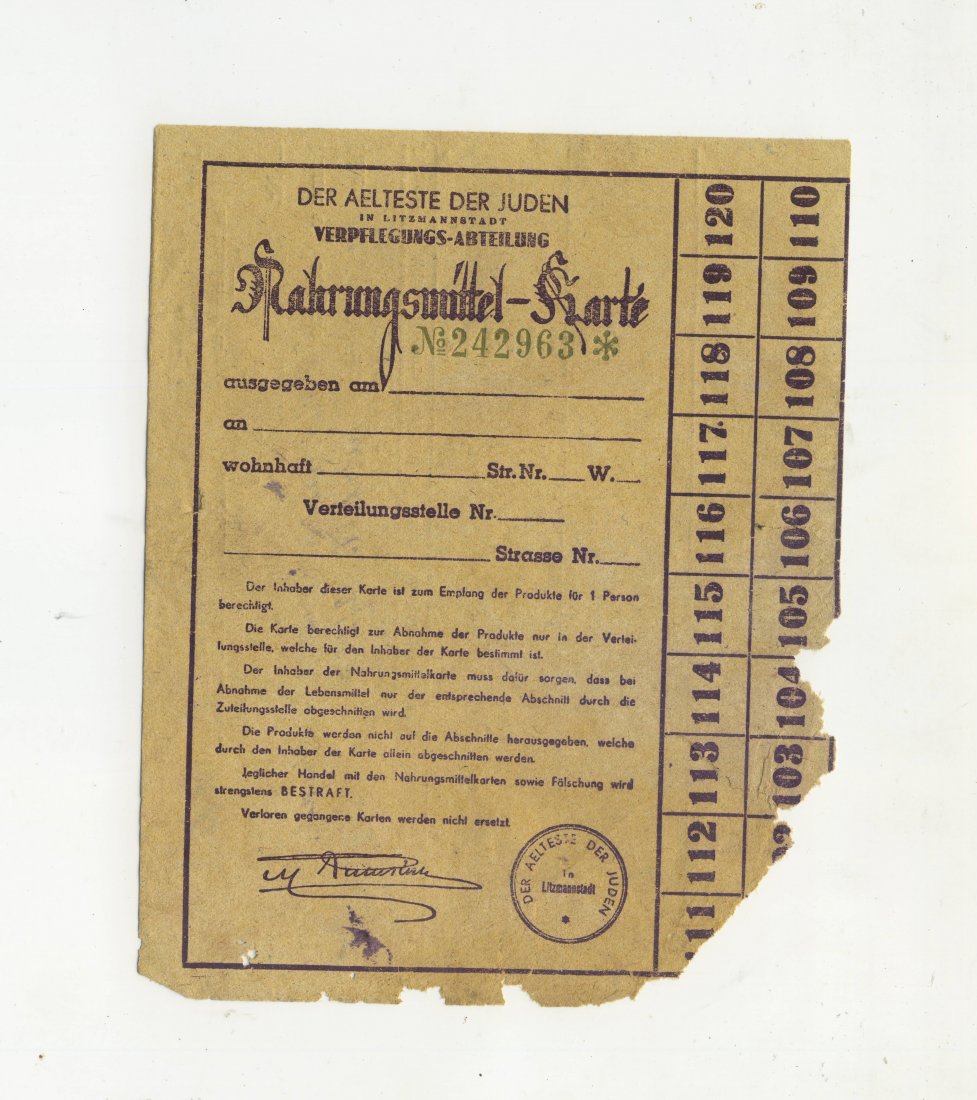 DER AELTESTE DER JUDEN
IN LITZMANNSTADT
VERPFLEGUNGS-ABTEILUNG
Nahrungsmittel-Karte
№ 242963 *
ausgegeben am
an
wohnhaft Str. Nr. W.
Verteilungsstelle Nr.
Strasse Nr.
Der Inhaber dieser Karte ist zum Empfang der Produkte für 1 Person
berechtigt.
Die Karte berechtigt zur Abnahme der Produkte nur in der Vertei-
lungsstelle, welche für den Inhaber der Karte bestimmt ist.
Der Inhaber der Nahrungsmittelkarte muss dafür sorgen, dass bei
Abnahme der Lebensmittel nur der entsprechende Abschnitt durch die
Zuteilungsstelle abgeschnitten wird.
Die Produkte werden nicht auf die Abschnitte herausgegeben, welche
durch den Inhaber der Karte allein abgeschnitten werden.
Jeglicher Handel mit den Nahrungsmittelkarten sowie Fälschung wird
strengstens BESTRAFT.
Verloren gegangene Karten werden nicht ersetzt.
DER AELTESTE DER JUDEN
in
Litzmannstadt
120 110
119 109
118 108
117 107
116 106
115 105
114 104
113 103
112